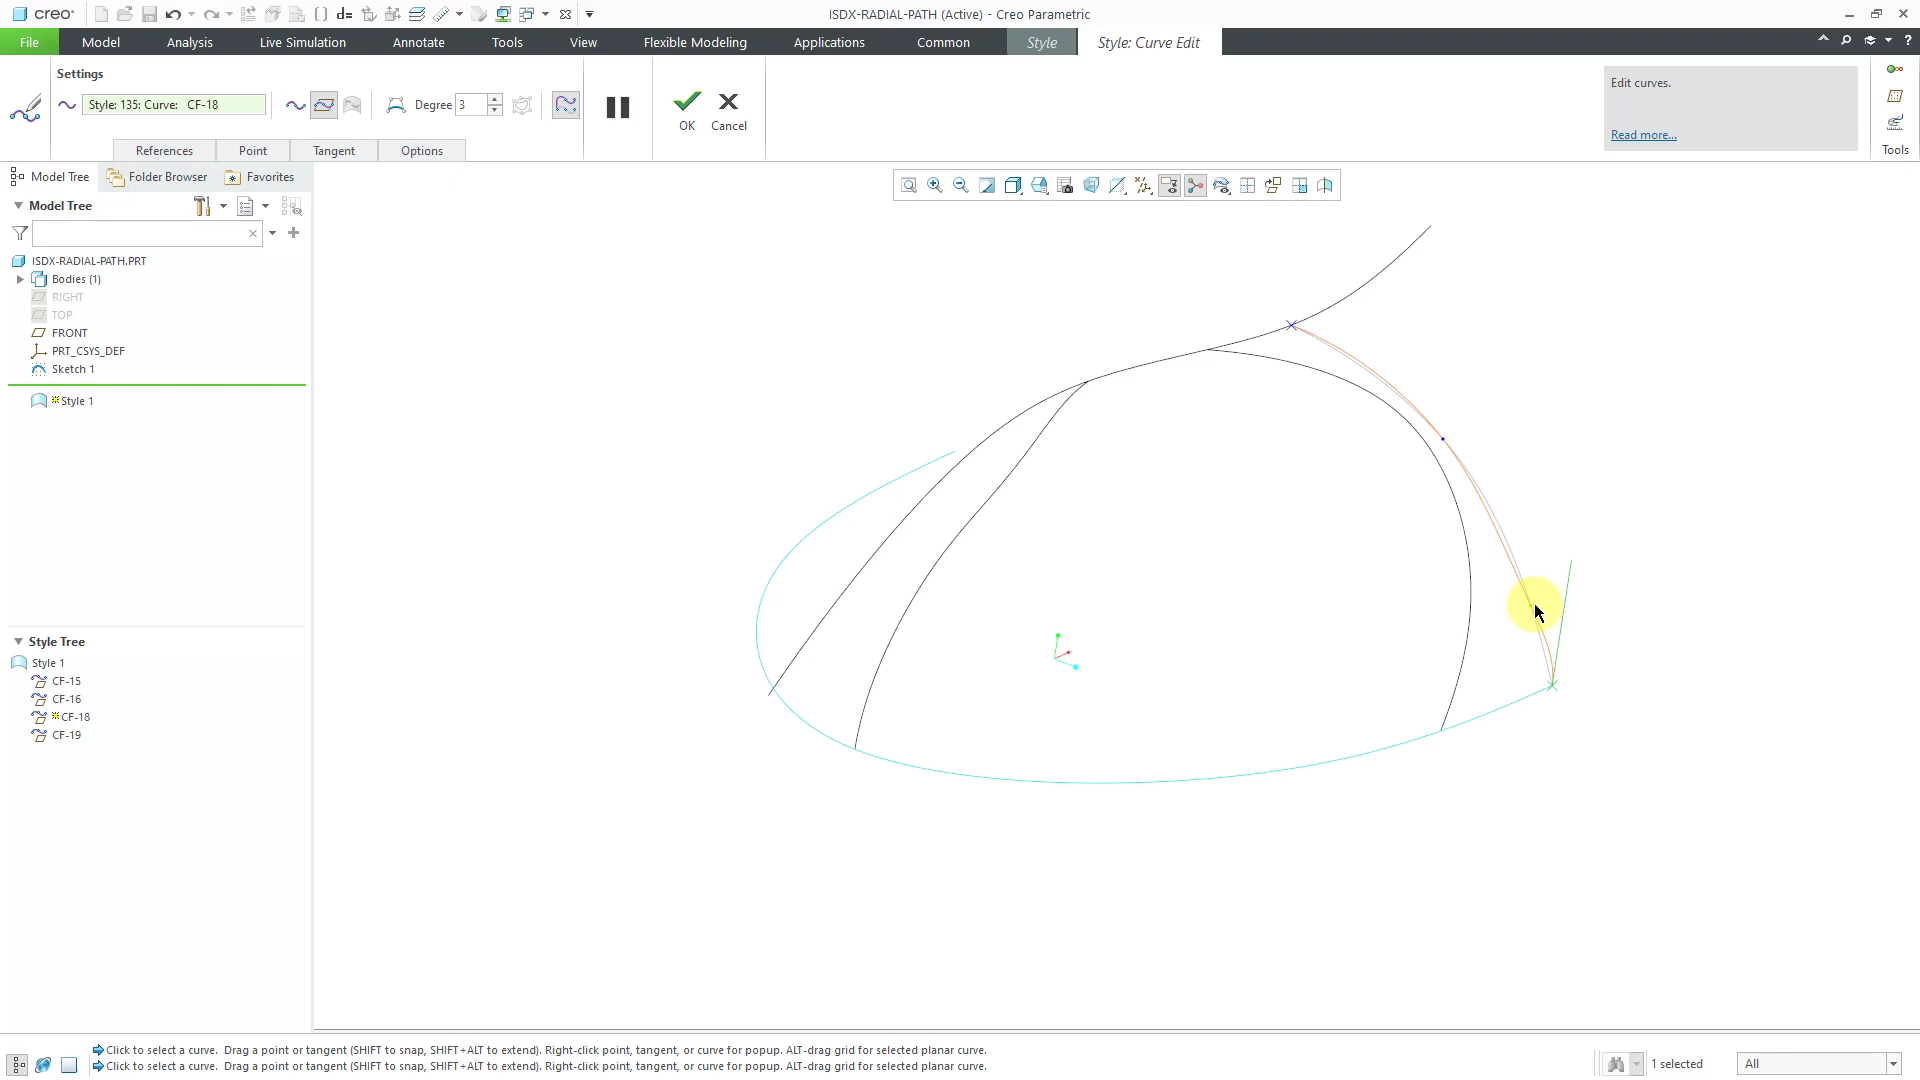 creo
ISDX-RADIAL-PATH (Active) - Creo Parametric
File Model Analysis Live Simulation Annotate Tools View Flexible Modeling Applications Common Style Style: Curve Edit
Settings
Style: 135: Curve: CF-18
Degree 3
OK
Cancel
References Point Tangent Options
Edit curves.
Read more...
Tools
Model Tree Folder Browser Favorites
Model Tree
ISDX-RADIAL-PATH.PRT
Bodies (1)
RIGHT
TOP
FRONT
PRT_CSYS_DEF
Sketch 1
Style 1
Style Tree
Style 1
CF-15
CF-16
CF-18
CF-19
Click to select a curve. Drag a point or tangent (SHIFT to snap, SHIFT+ALT to extend). Right-click point, tangent, or curve for popup. ALT-drag grid for selected planar curve.
Click to select a curve. Drag a point or tangent (SHIFT to snap, SHIFT+ALT to extend). Right-click point, tangent, or curve for popup. ALT-drag grid for selected planar curve.
1 selected
All